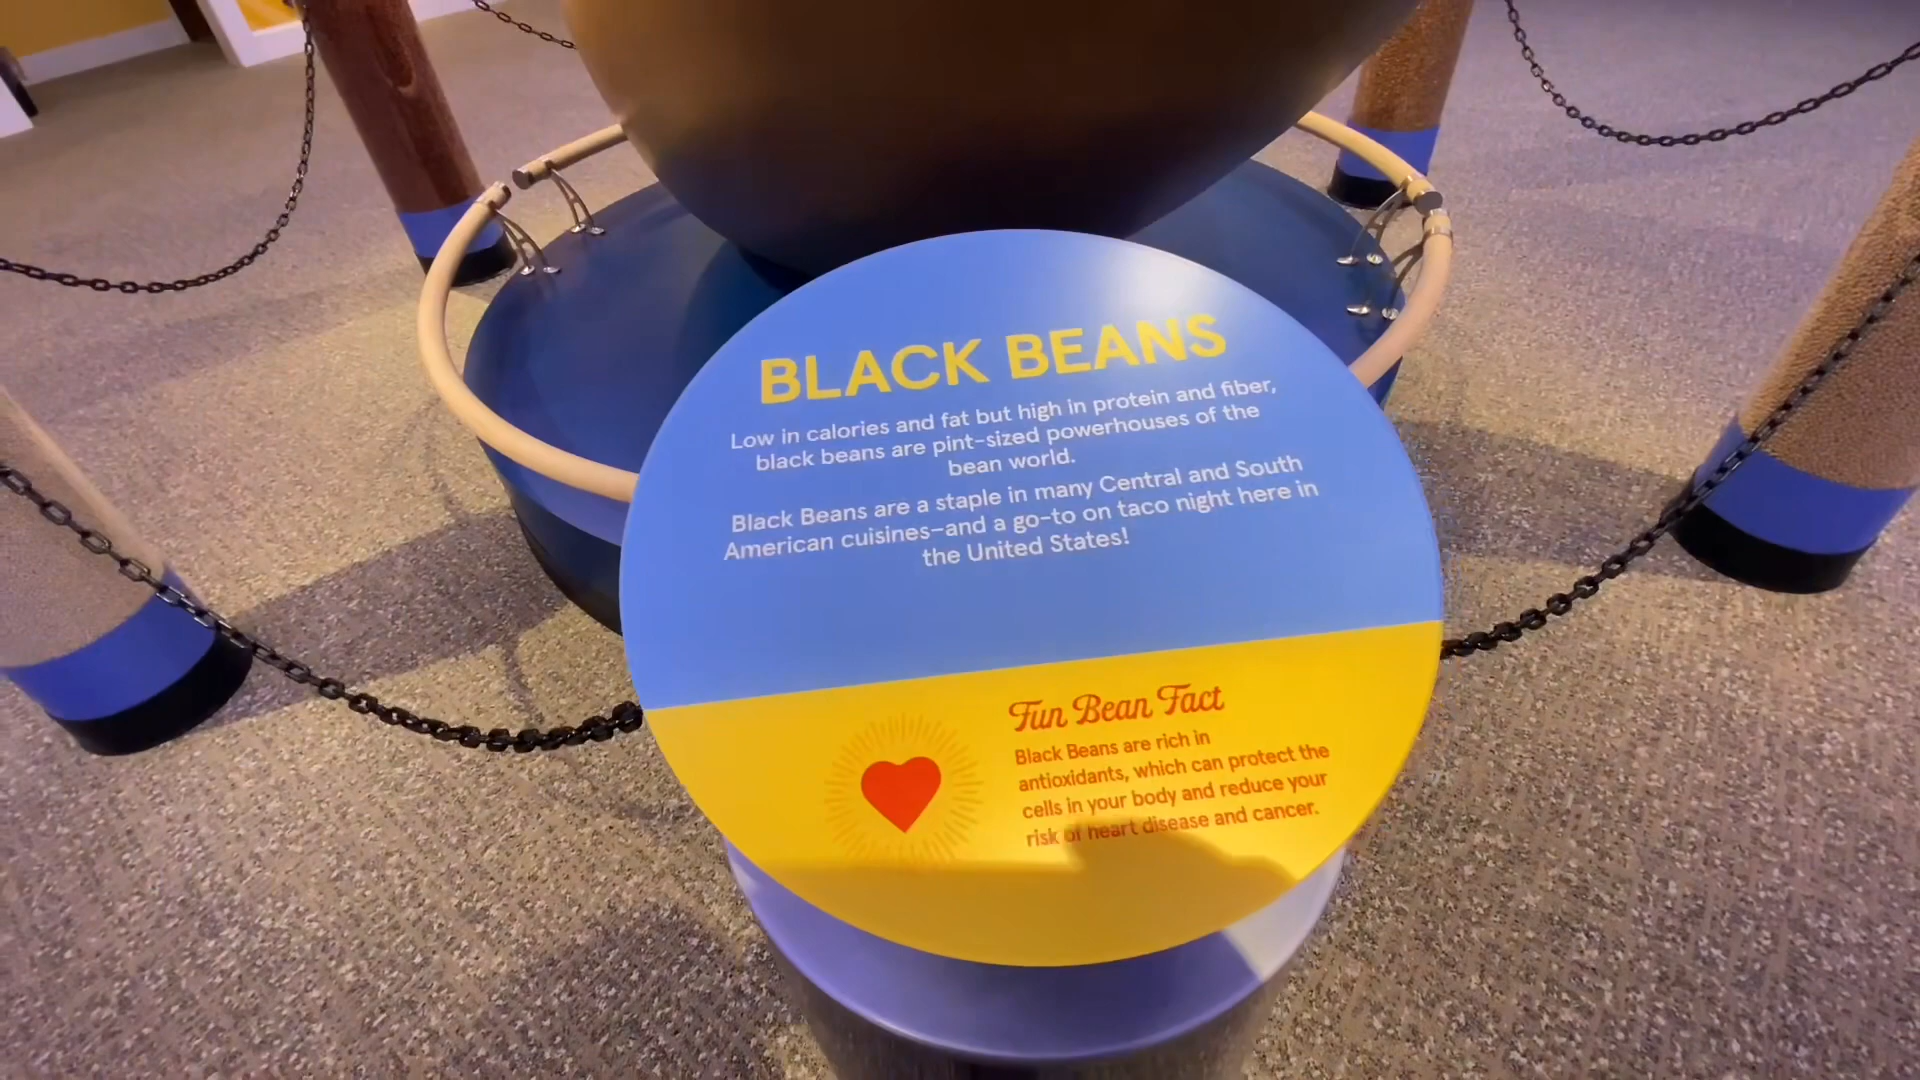 BLACK BEANS
Low in calories and fat but high in protein and fiber,
black beans are pint-sized powerhouses of the
bean world.
Black Beans are a staple in many Central and South
American cuisines–and a go-to on taco night here in
the United States!
Fun Bean Fact
Black Beans are rich in
antioxidants, which can protect the
cells in your body and reduce your
risk of heart disease and cancer.